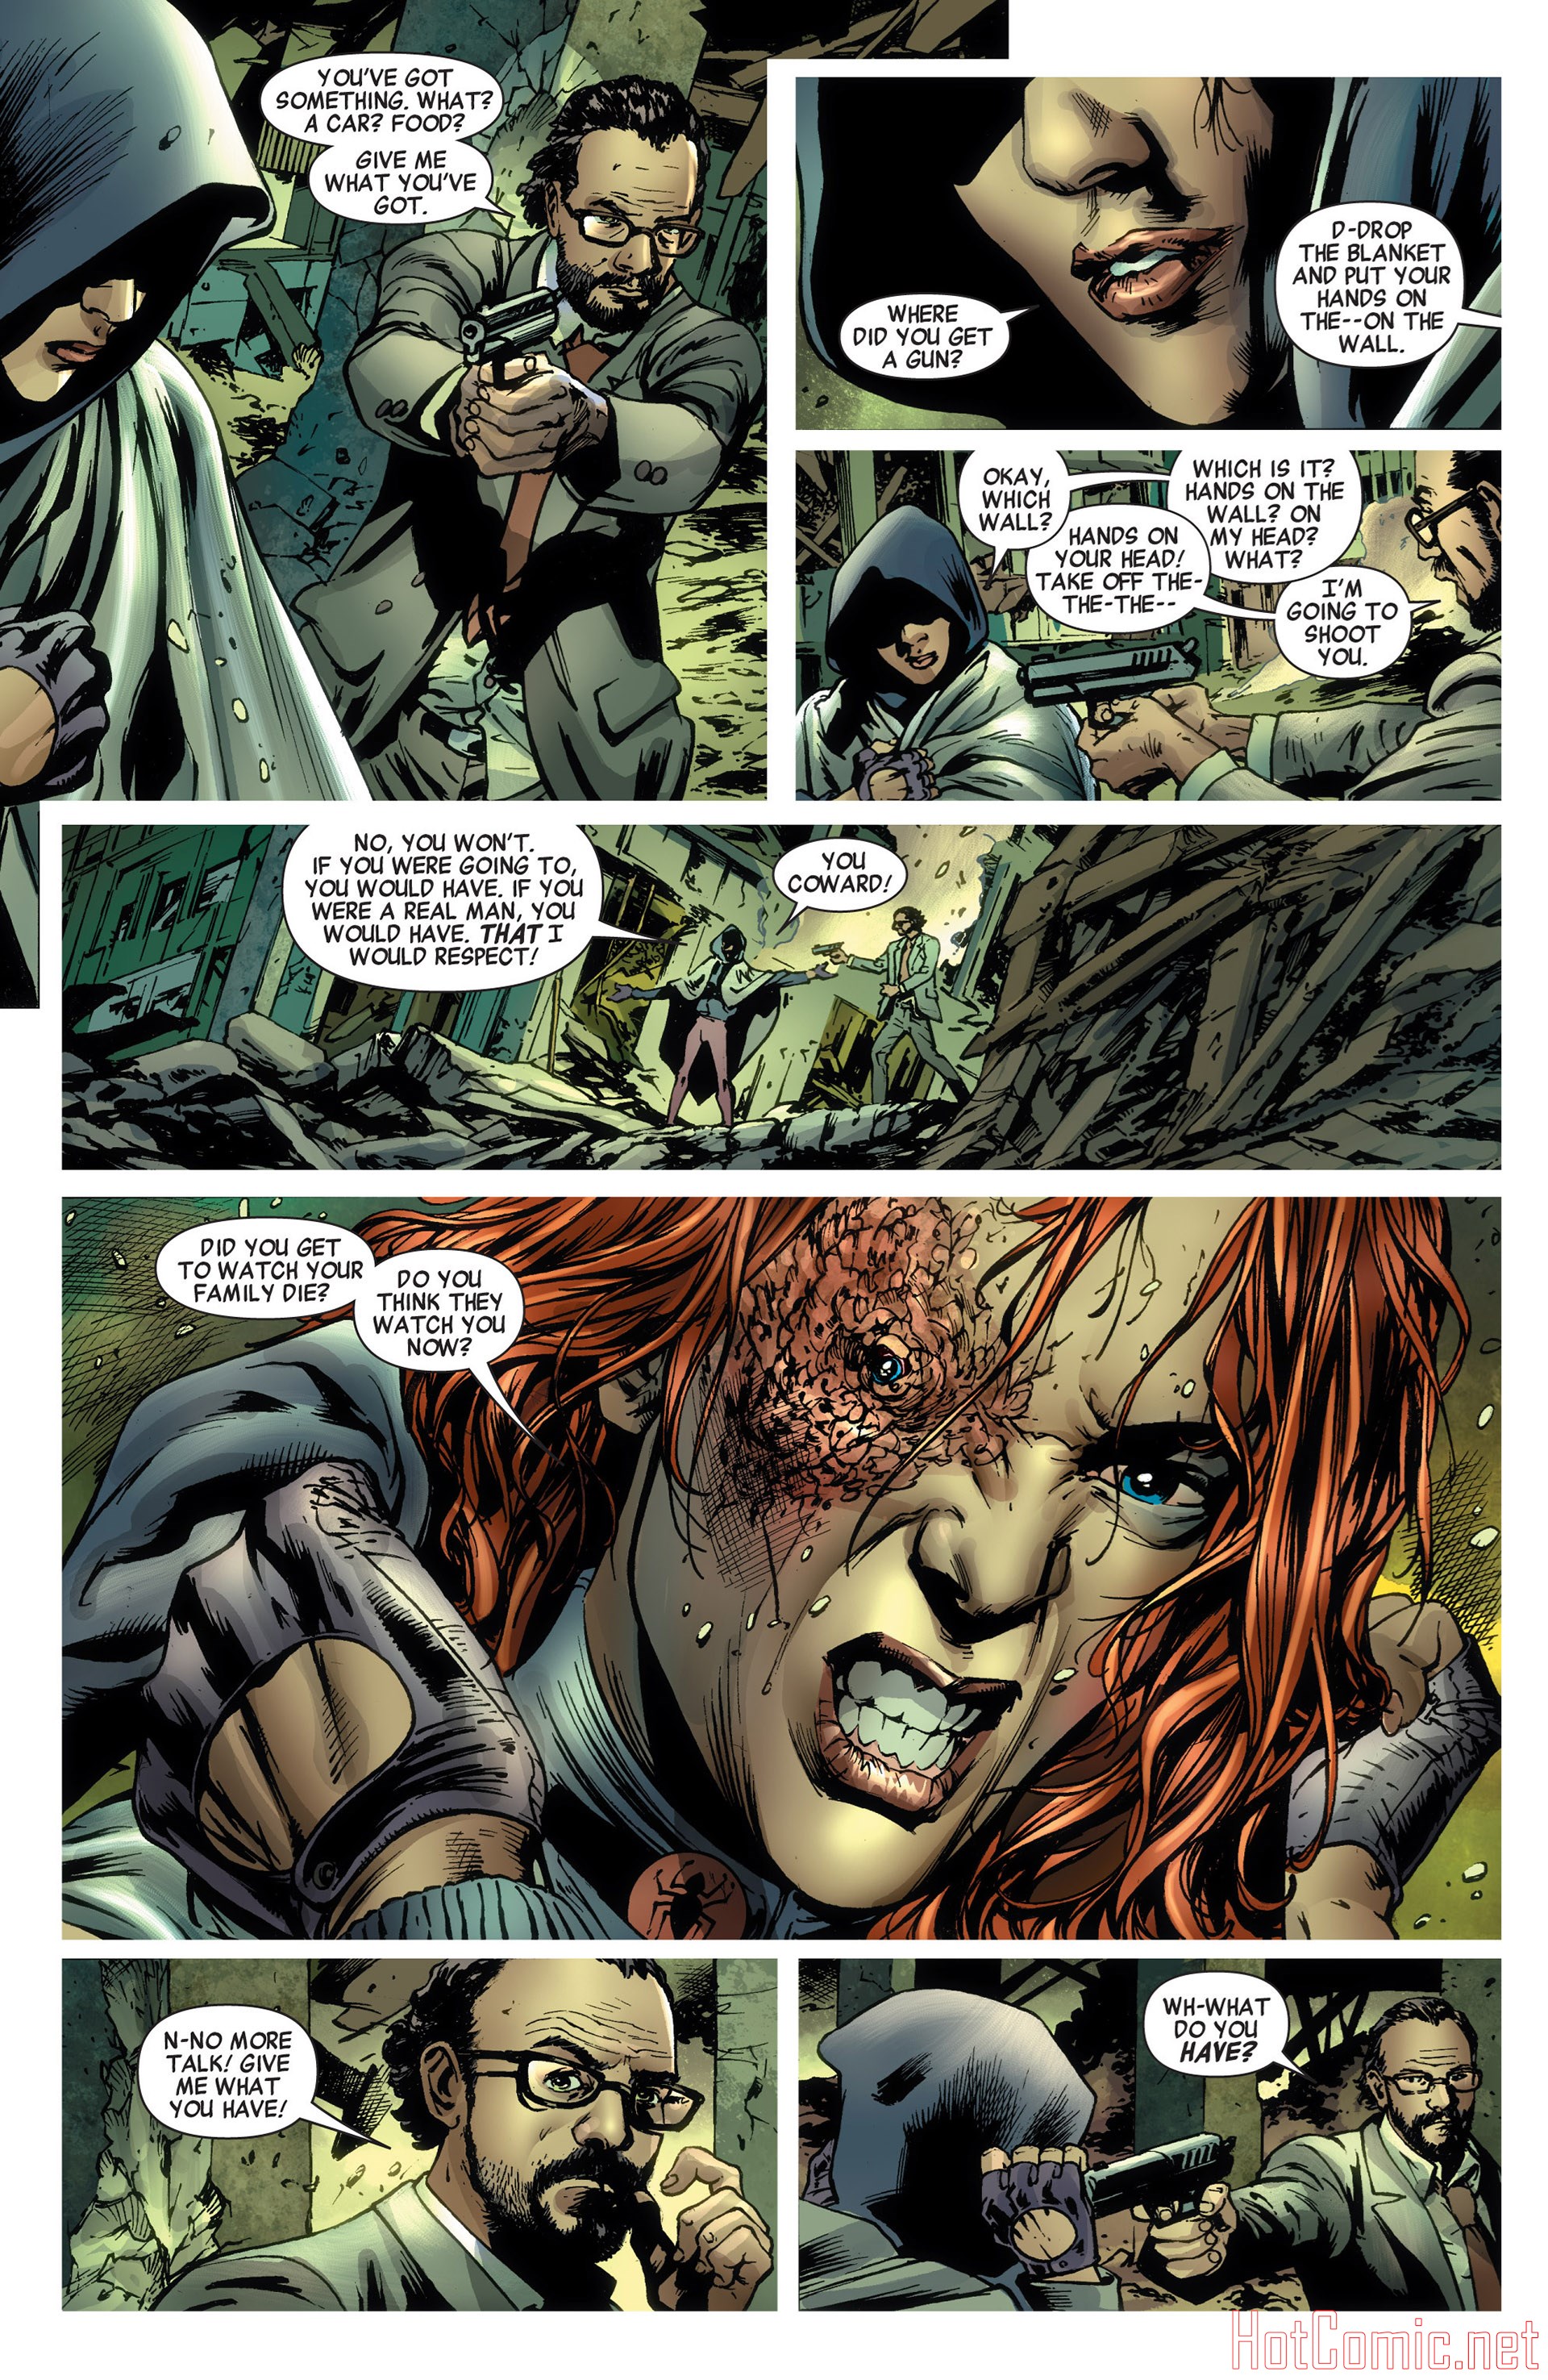 YOU'VE GOT
SOMETHING. WHAT?
A CAR? FOOD?
GIVE ME
WHAT YOU'VE
GOT.
WHERE
DID YOU GET
A GUN?
D-DROP
THE BLANKET
AND PUT YOUR
HANDS ON
THE--ON THE
WALL.
OKAY,
WHICH
WALL?
HANDS ON
YOUR HEAD!
TAKE OFF THE-
THE-THE--
WHICH IS IT?
HANDS ON THE
WALL? ON
MY HEAD?
WHAT?
I'M
GOING TO
SHOOT
YOU.
NO, YOU WON'T.
IF YOU WERE GOING TO,
YOU WOULD HAVE. IF YOU
WERE A REAL MAN, YOU
WOULD HAVE. THAT I
WOULD RESPECT!
YOU
COWARD!
DID YOU GET
TO WATCH YOUR
FAMILY DIE?
DO YOU
THINK THEY
WATCH YOU
NOW?
N-NO MORE
TALK! GIVE
ME WHAT
YOU HAVE!
WH-WHAT
DO YOU
HAVE?
HotComic.net